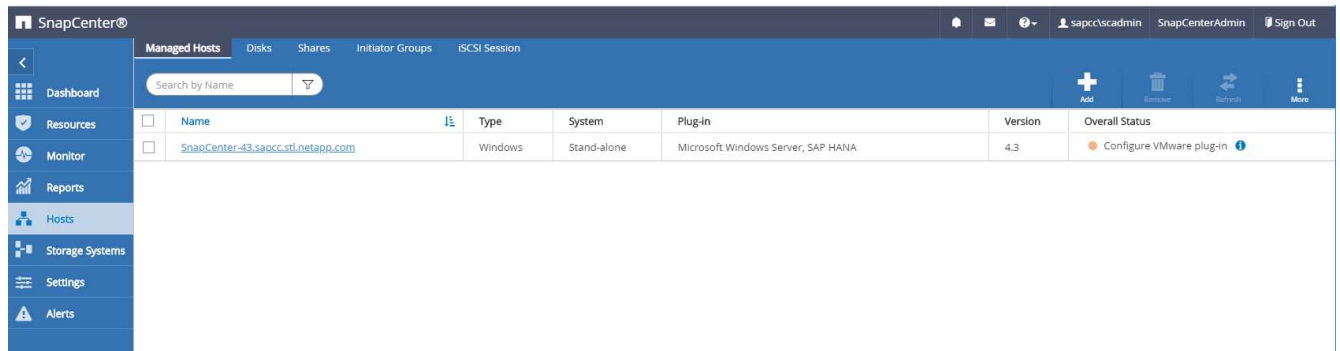 SnapCenter®
sapcc\scadmin SnapCenterAdmin Sign Out
Managed Hosts Disks Shares Initiator Groups iSCSI Session
Search by Name
Add Remove Refresh More
Dashboard
Resources
Monitor
Reports
Hosts
Storage Systems
Settings
Alerts
Name Type System Plug-in Version Overall Status
SnapCenter-43.sapcc.stl.netapp.com Windows Stand-alone Microsoft Windows Server, SAP HANA 4.3 Configure VMware plug-in